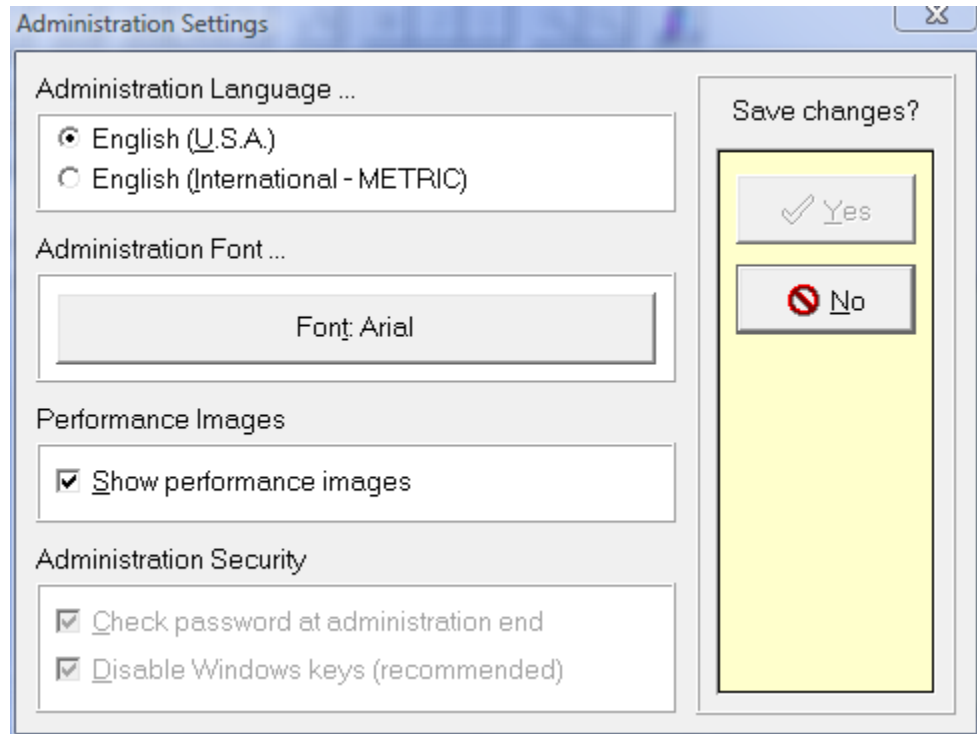 Administration Settings
Administration Language ...
English (U.S.A.)
English (International - METRIC)
Administration Font ...
Font: Arial
Performance Images
Show performance images
Administration Security
Check password at administration end
Disable Windows keys (recommended)
Save changes?
Yes
No